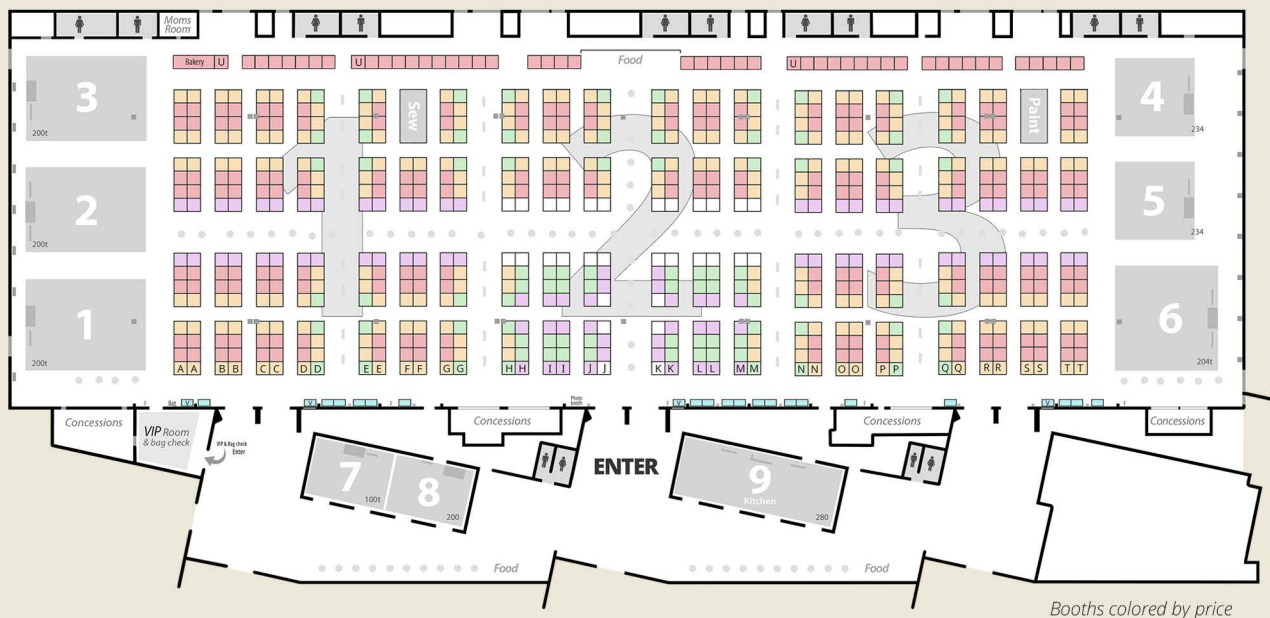 Moms
Room
Bakery
U
U
Food
U
3
200t
Sew
1
2
3
Paint
4
234
2
200t
5
234
1
200t
6
204t
A A
B B
C C
D D
E E
F F
G G
H H
I I
J J
K K
L L
M M
N N
O O
P P
Q Q
R R
S S
T T
F
Bag
V
V
F
Photo
booth
F
V
F
V
F
Concessions
VIP Room
& bag check
VIP & Bag check
Enter
Concessions
Concessions
Concessions
7
100t
8
200
ENTER
9
Kitchen
280
Food
Food
Booths colored by price